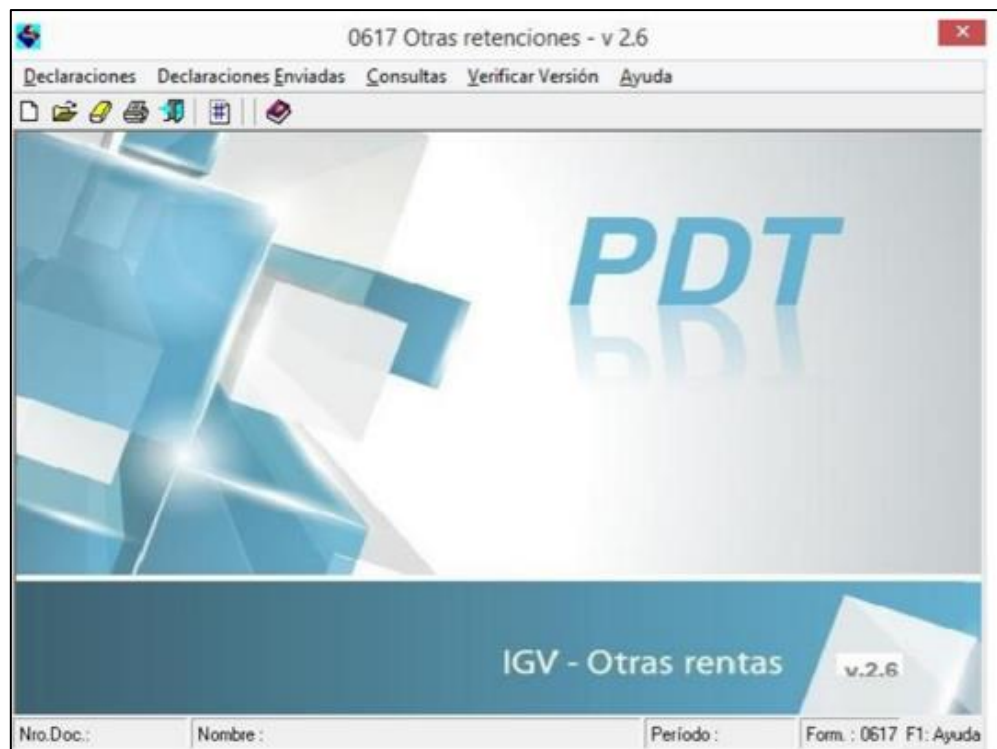 0617 Otras retenciones - v 2.6
Declaraciones Declaraciones Enviadas Consultas Verificar Versión Ayuda
PDT
IGV - Otras rentas v.2.6
Nro.Doc.: Nombre : Período : Form. : 0617 F1: Ayuda